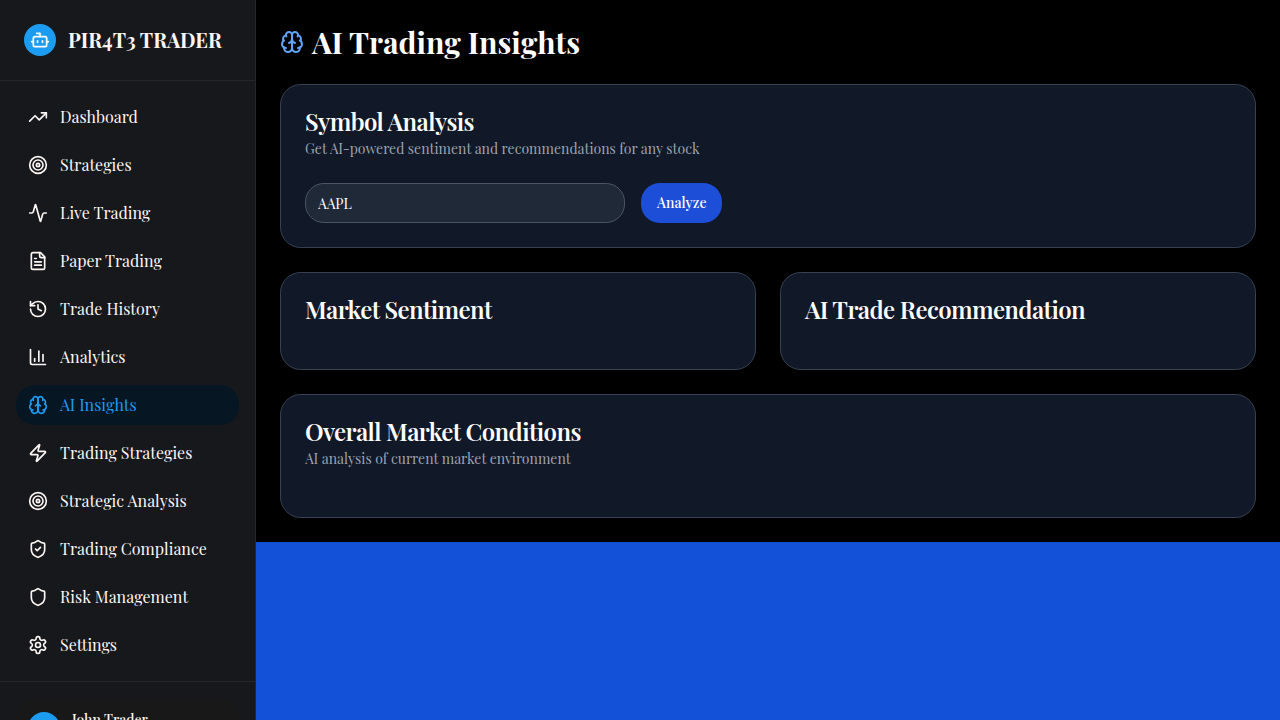 PIR4T3 TRADER
Dashboard
Strategies
Live Trading
Paper Trading
Trade History
Analytics
AI Insights
Trading Strategies
Strategic Analysis
Trading Compliance
Risk Management
Settings
John Trader
AI Trading Insights
Symbol Analysis
Get AI-powered sentiment and recommendations for any stock
AAPL
Analyze
Market Sentiment
AI Trade Recommendation
Overall Market Conditions
AI analysis of current market environment